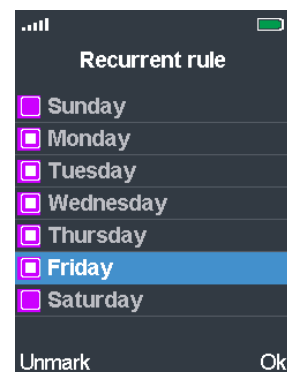 Recurrent rule
Sunday
Monday
Tuesday
Wednesday
Thursday
Friday
Saturday
Unmark Ok